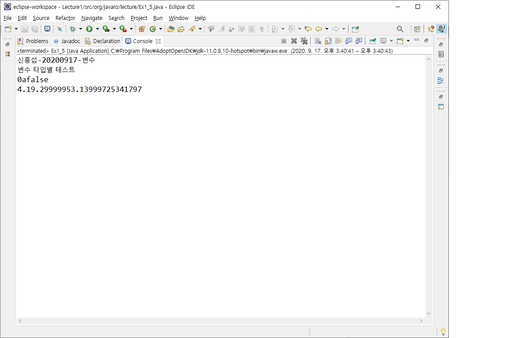 eclipse-workspace - Lecture1/src/org/javaro/lecture/Ex1_5.java - Eclipse IDE
File Edit Source Refactor Navigate Search Project Run Window Help
Problems Javadoc Declaration Console
<terminated> Ex1_5 [Java Application] C:₩Program Files₩AdoptOpenJDK₩jdk-11.0.8.10-hotspot₩bin₩javaw.exe (2020. 9. 17. 오후 3:40:41 – 오후 3:40:43)
신흥섭-20200917-변수
변수 타입별 테스트
0afalse
4.19.29999953.13999725341797